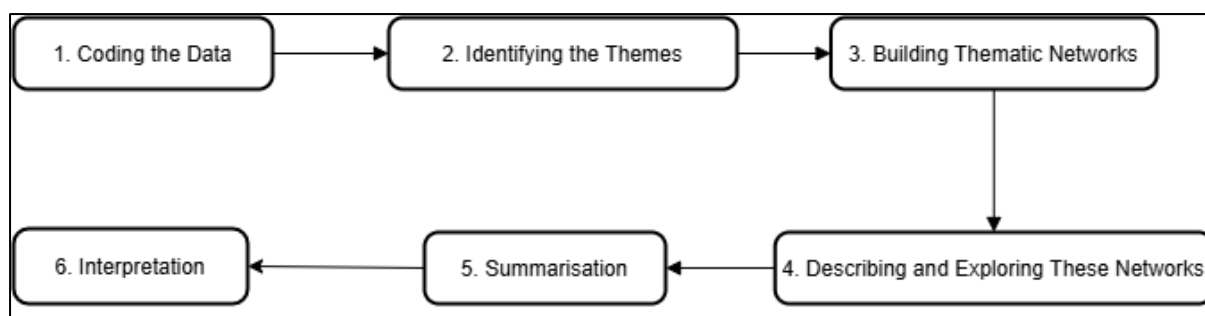 1. Coding the Data
2. Identifying the Themes
3. Building Thematic Networks
4. Describing and Exploring These Networks
5. Summarisation
6. Interpretation